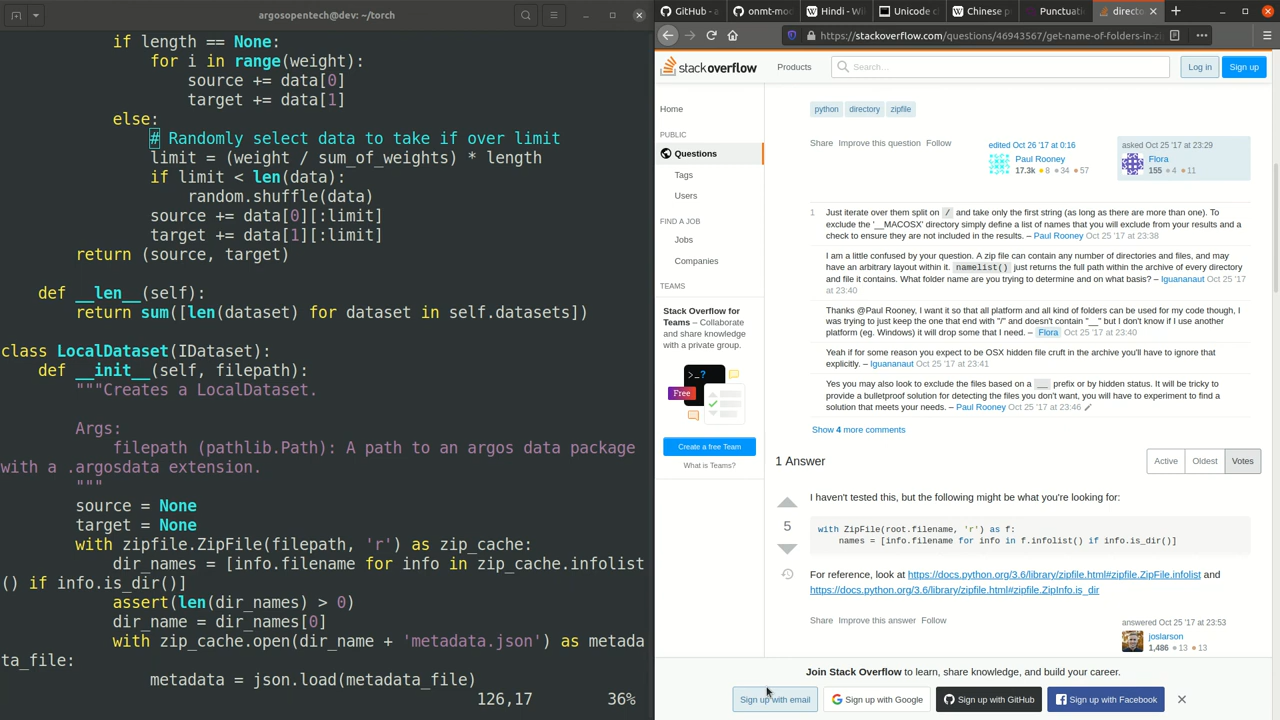 argosopentech@dev: ~/torch
if length == None:
for i in range(weight):
source += data[0]
target += data[1]
else:
# Randomly select data to take if over limit
limit = (weight / sum_of_weights) * length
if limit < len(data):
random.shuffle(data)
source += data[0][:limit]
target += data[1][:limit]
return (source, target)
def __len__(self):
return sum([len(dataset) for dataset in self.datasets])
class LocalDataset(IDataset):
def __init__(self, filepath):
"""Creates a LocalDataset.
Args:
filepath (pathlib.Path): A path to an argos data package
with a .argosdata extension.
"""
source = None
target = None
with zipfile.ZipFile(filepath, 'r') as zip_cache:
dir_names = [info.filename for info in zip_cache.infolist
() if info.is_dir()]
assert(len(dir_names) > 0)
dir_name = dir_names[0]
with zip_cache.open(dir_name + 'metadata.json') as metada
ta_file:
metadata = json.load(metadata_file)
126,17 36%
GitHub - a
onmt-mod
Hindi - Wi
Unicode c
Chinese p
Punctuati
directo
https://stackoverflow.com/questions/46943567/get-name-of-folders-in-zi
stackoverflow
Products
Search…
Log in
Sign up
Home
PUBLIC
Questions
Tags
Users
FIND A JOB
Jobs
Companies
TEAMS
Stack Overflow for
Teams – Collaborate
and share knowledge
with a private group.
>_?
Free
Create a free Team
What is Teams?
python directory zipfile
Share Improve this question Follow
edited Oct 26 '17 at 0:16
Paul Rooney
17.3k 8 34 57
asked Oct 25 '17 at 23:29
Flora
155 4 11
1 Just iterate over them split on / and take only the first string (as long as there are more than one). To
exclude the '__MACOSX' directory simply define a list of names that you will exclude from your results and a
check to ensure they are not included in the results. – Paul Rooney Oct 25 '17 at 23:38
I am a little confused by your question. A zip file can contain any number of directories and files, and may
have an arbitrary layout within it. namelist() just returns the full path within the archive of every directory
and file it contains. What folder name are you trying to determine and on what basis? – Iguananaut Oct 25 '17
at 23:40
Thanks @Paul Rooney, I want it so that all platform and all kind of folders can be used for my code though, I
was trying to just keep the one that end with "/" and doesn't contain "__" but I don't know if I use another
platform (eg. Windows) it will drop some that I need. – Flora Oct 25 '17 at 23:40
Yeah if for some reason you expect to be OSX hidden file cruft in the archive you'll have to ignore that
explicitly. – Iguananaut Oct 25 '17 at 23:41
Yes you may also look to exclude the files based on a __ prefix or by hidden status. It will be tricky to
provide a bulletproof solution for detecting the files you don't want, you will have to experiment to find a
solution that meets your needs. – Paul Rooney Oct 25 '17 at 23:46
Show 4 more comments
1 Answer
Active Oldest Votes
5
I haven't tested this, but the following might be what you're looking for:
with ZipFile(root.filename, 'r') as f:
names = [info.filename for info in f.infolist() if info.is_dir()]
For reference, look at https://docs.python.org/3.6/library/zipfile.html#zipfile.ZipFile.infolist and
https://docs.python.org/3.6/library/zipfile.html#zipfile.ZipInfo.is_dir
Share Improve this answer Follow
answered Oct 25 '17 at 23:53
joslarson
1,486 13 13
Join Stack Overflow to learn, share knowledge, and build your career.
Sign up with email
Sign up with Google
Sign up with GitHub
Sign up with Facebook